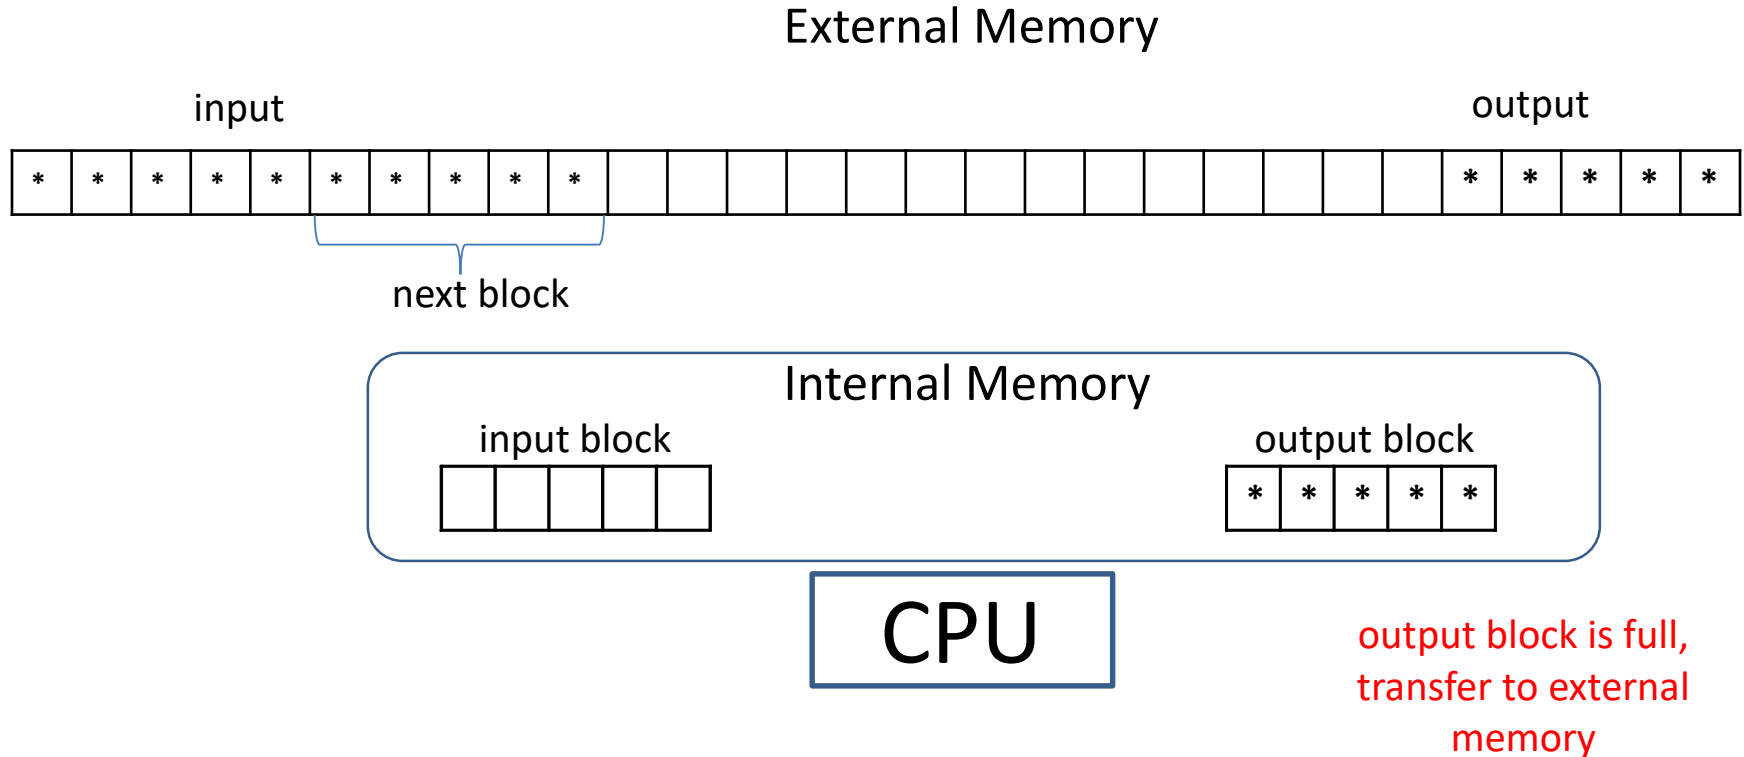 External Memory
input
output
* * * * * * * * * * * * * * *
next block
Internal Memory
input block
output block
* * * * *
CPU
output block is full,
transfer to external
memory